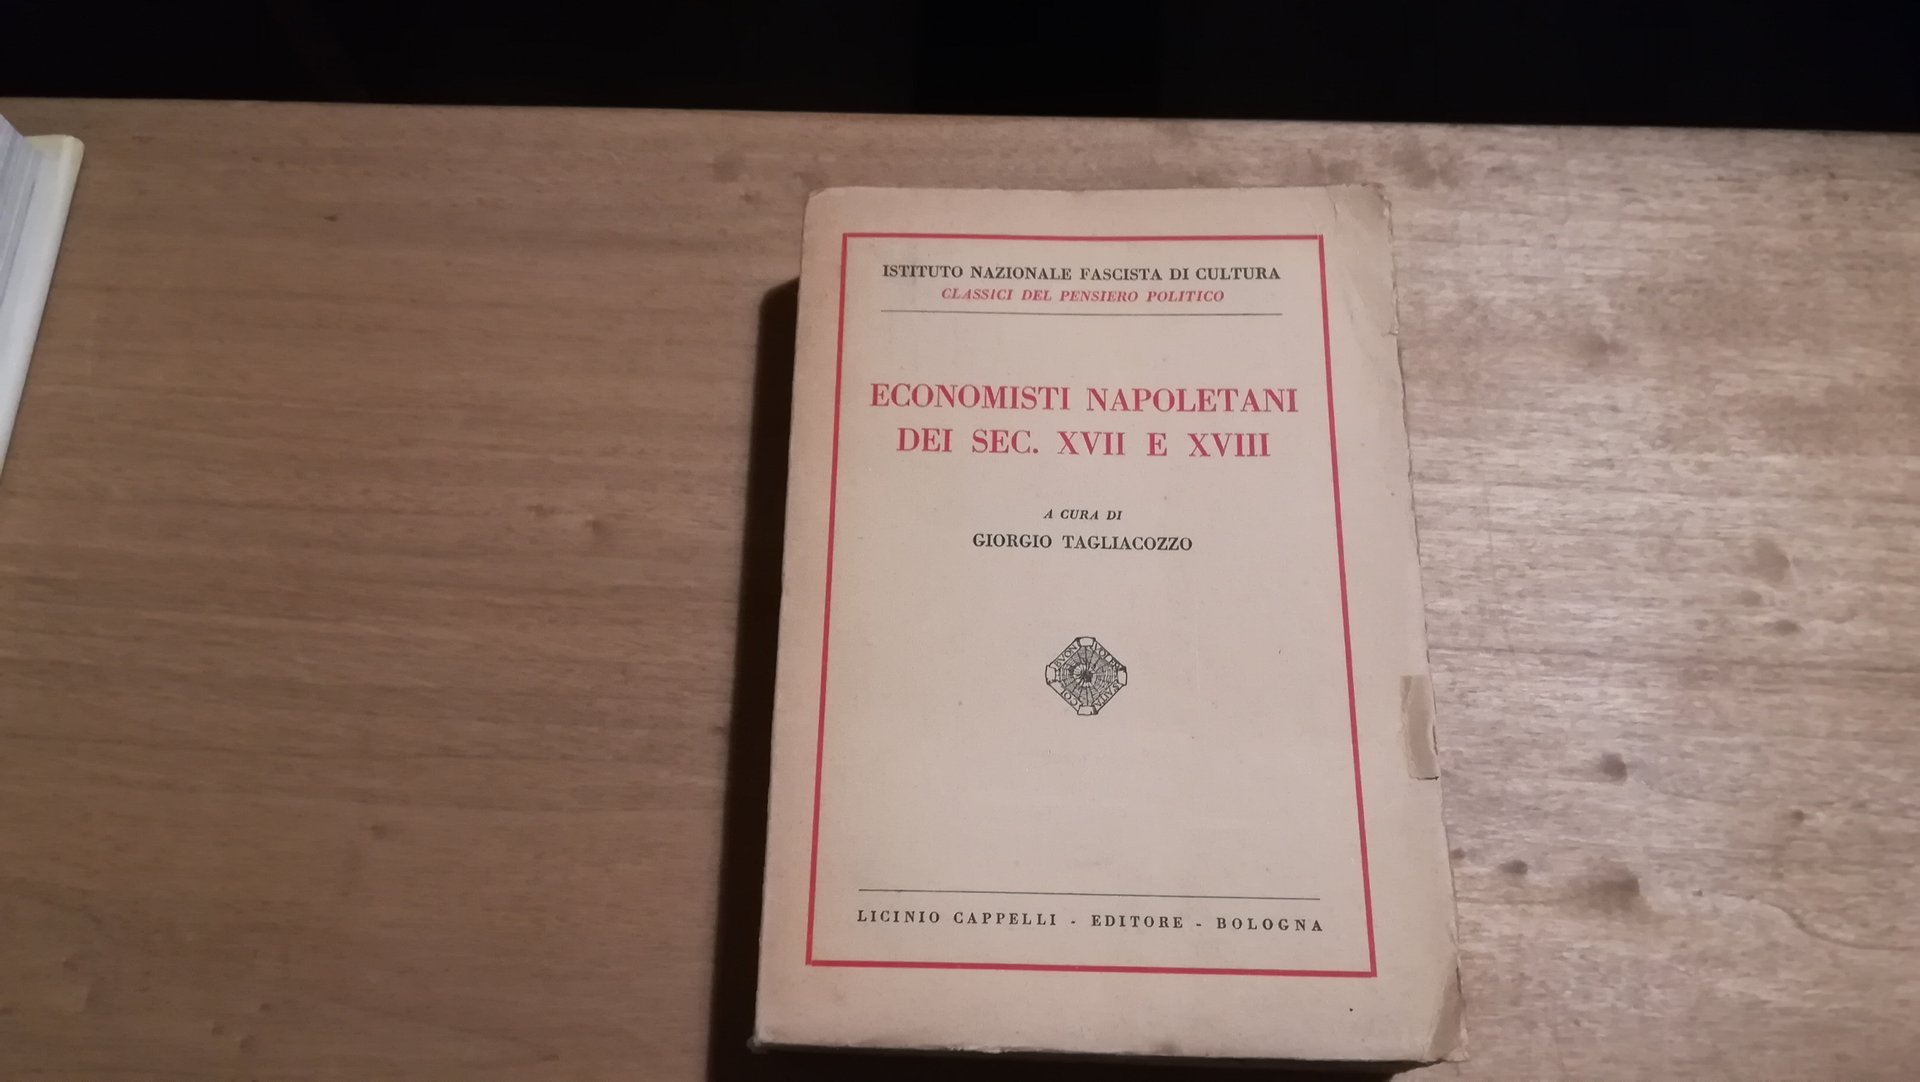 ISTITUTO NAZIONALE FASCISTA DI CULTURA
CLASSICI DEL PENSIERO POLITICO
ECONOMISTI NAPOLETANI
DEI SEC. XVII E XVIII
A CURA DI
GIORGIO TAGLIACOZZO
LICINIO CAPPELLI - EDITORE - BOLOGNA